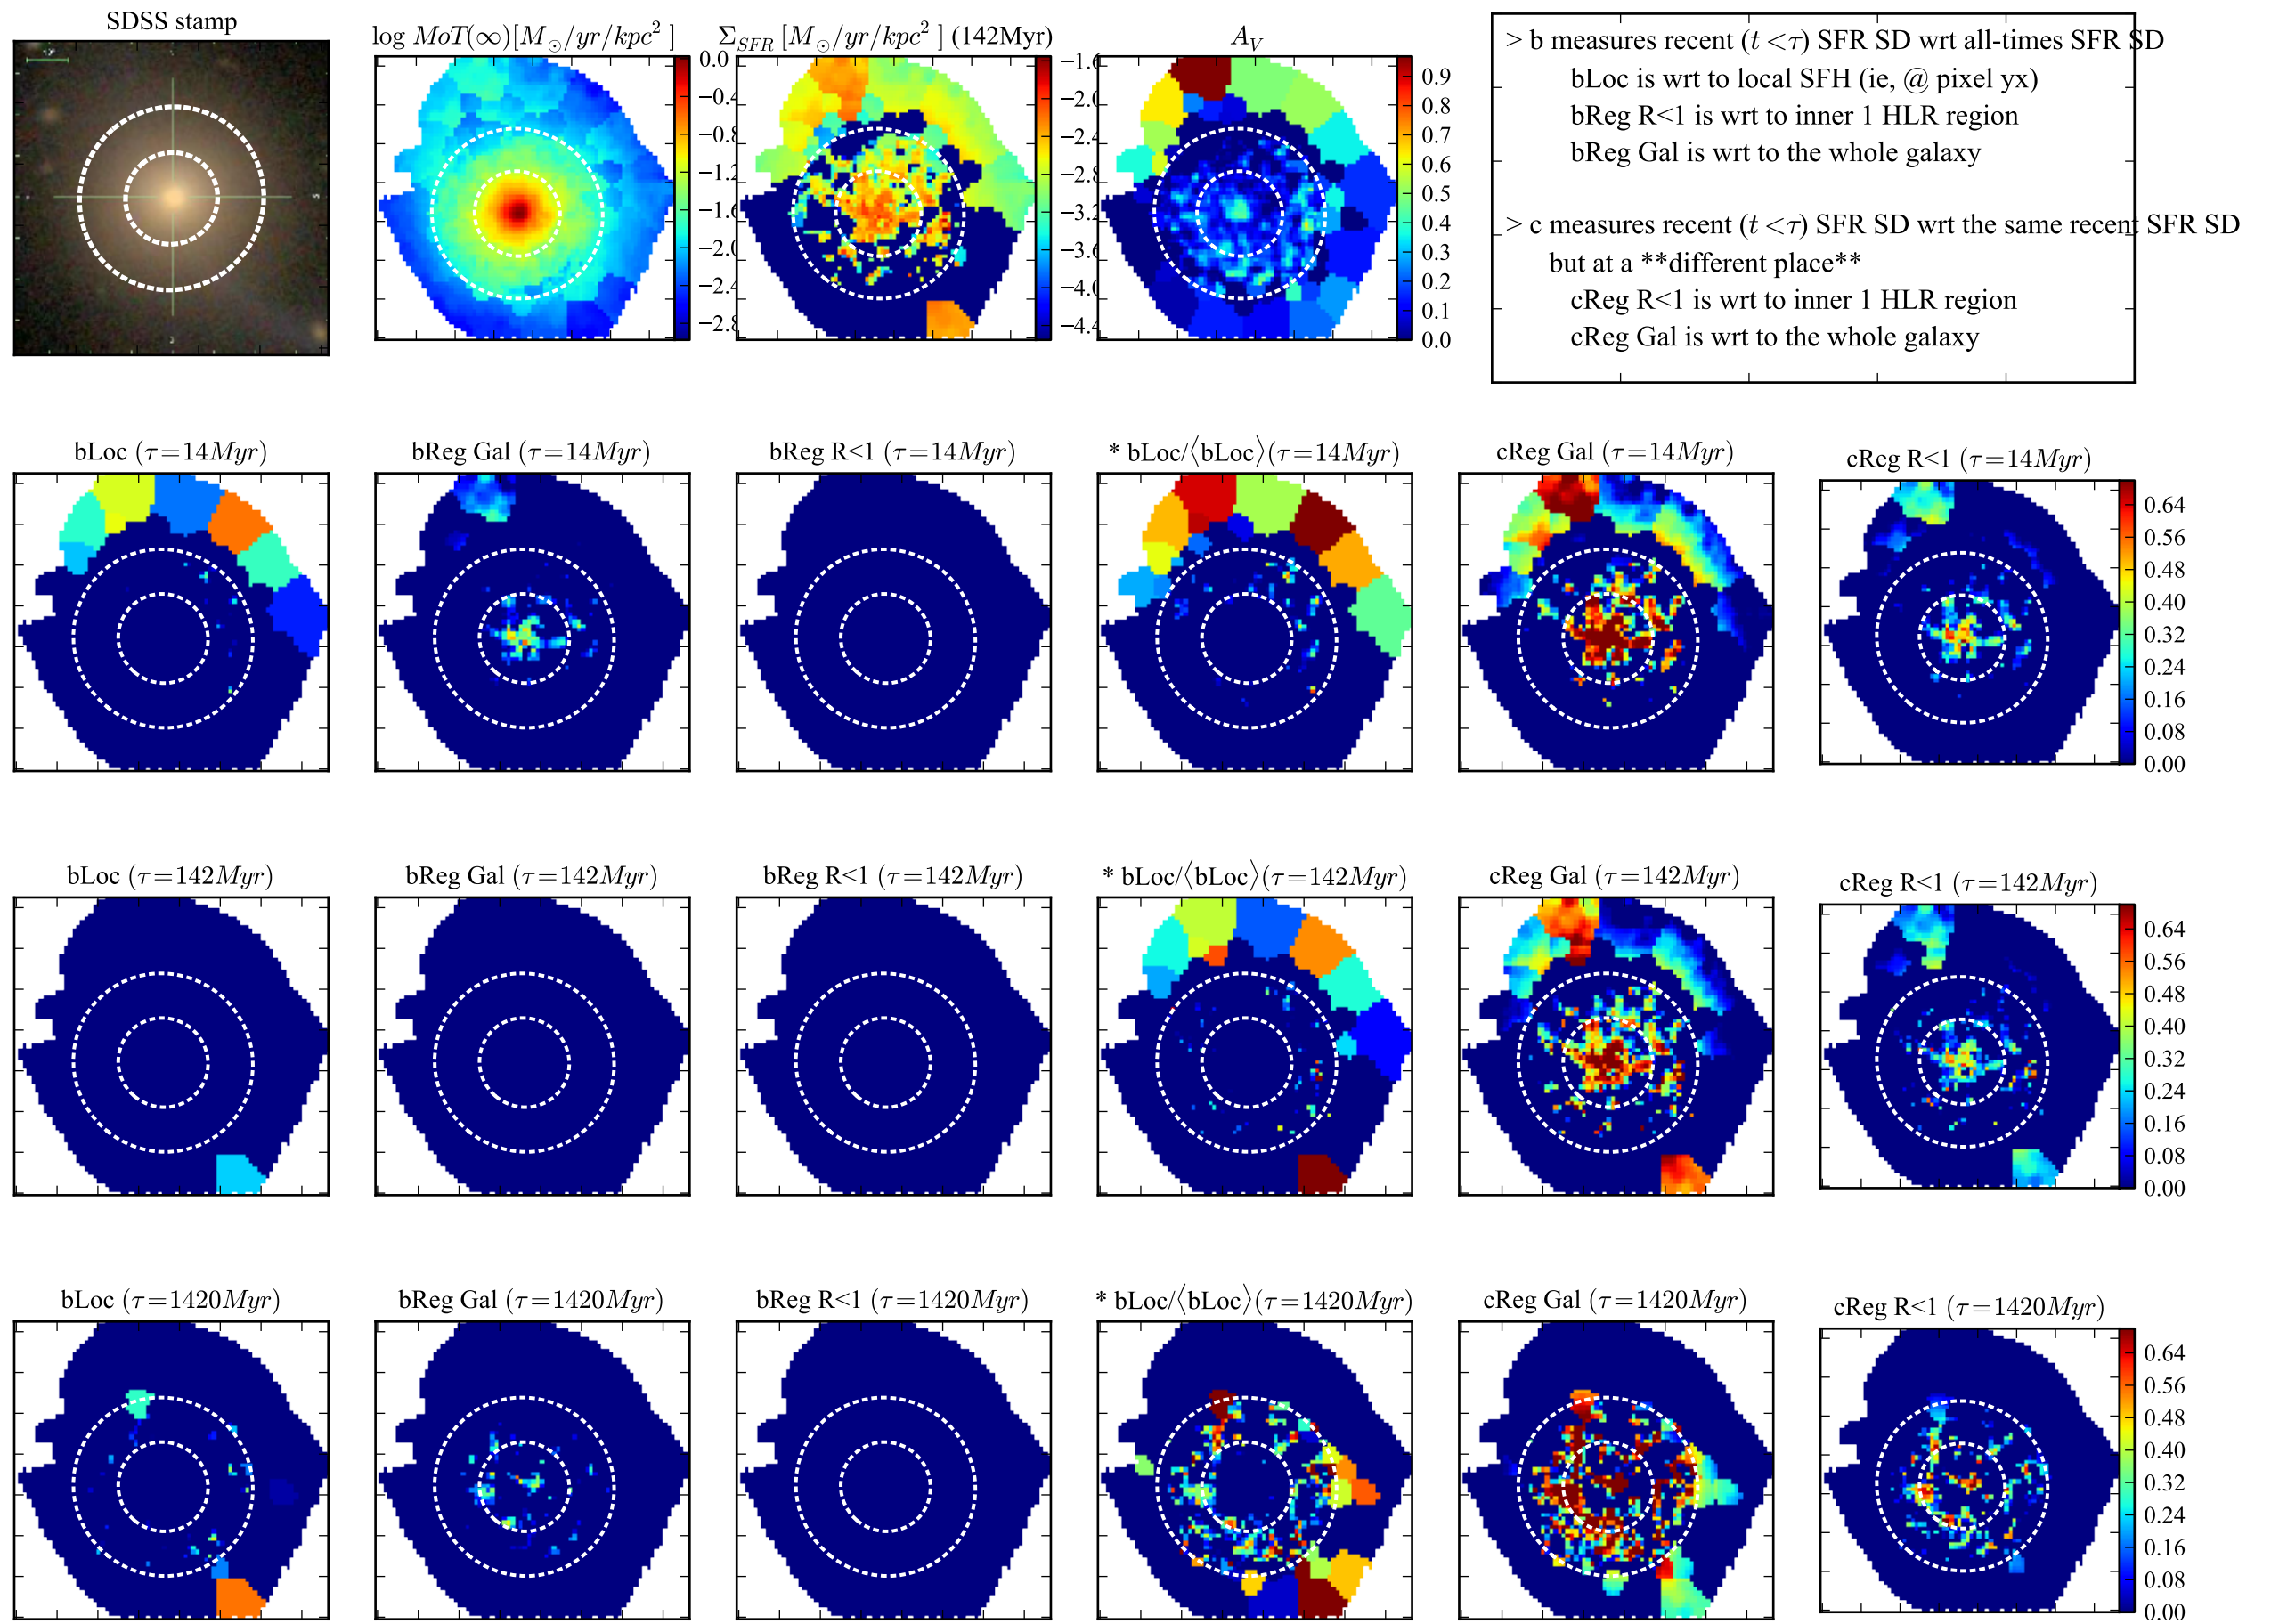 SDSS stamp
log MoT(∞)[M⊙/yr/kpc² ]
Σ_SFR [M⊙/yr/kpc² ] (142Myr)
A_V
0.0
−0.4
−0.8
−1.2
−1.6
−2.0
−2.4
−2.8
−1.6
−2.0
−2.4
−2.8
−3.2
−3.6
−4.0
−4.4
0.9
0.8
0.7
0.6
0.5
0.4
0.3
0.2
0.1
0.0
> b measures recent (t <τ) SFR SD wrt all-times SFR SD
bLoc is wrt to local SFH (ie, @ pixel yx)
bReg R<1 is wrt to inner 1 HLR region
bReg Gal is wrt to the whole galaxy
> c measures recent (t <τ) SFR SD wrt the same recent SFR SD
but at a **different place**
cReg R<1 is wrt to inner 1 HLR region
cReg Gal is wrt to the whole galaxy
bLoc (τ=14Myr)
bReg Gal (τ=14Myr)
bReg R<1 (τ=14Myr)
* bLoc/⟨bLoc⟩(τ=14Myr)
cReg Gal (τ=14Myr)
cReg R<1 (τ=14Myr)
0.64
0.56
0.48
0.40
0.32
0.24
0.16
0.08
0.00
bLoc (τ=142Myr)
bReg Gal (τ=142Myr)
bReg R<1 (τ=142Myr)
* bLoc/⟨bLoc⟩(τ=142Myr)
cReg Gal (τ=142Myr)
cReg R<1 (τ=142Myr)
0.64
0.56
0.48
0.40
0.32
0.24
0.16
0.08
0.00
bLoc (τ=1420Myr)
bReg Gal (τ=1420Myr)
bReg R<1 (τ=1420Myr)
* bLoc/⟨bLoc⟩(τ=1420Myr)
cReg Gal (τ=1420Myr)
cReg R<1 (τ=1420Myr)
0.64
0.56
0.48
0.40
0.32
0.24
0.16
0.08
0.00